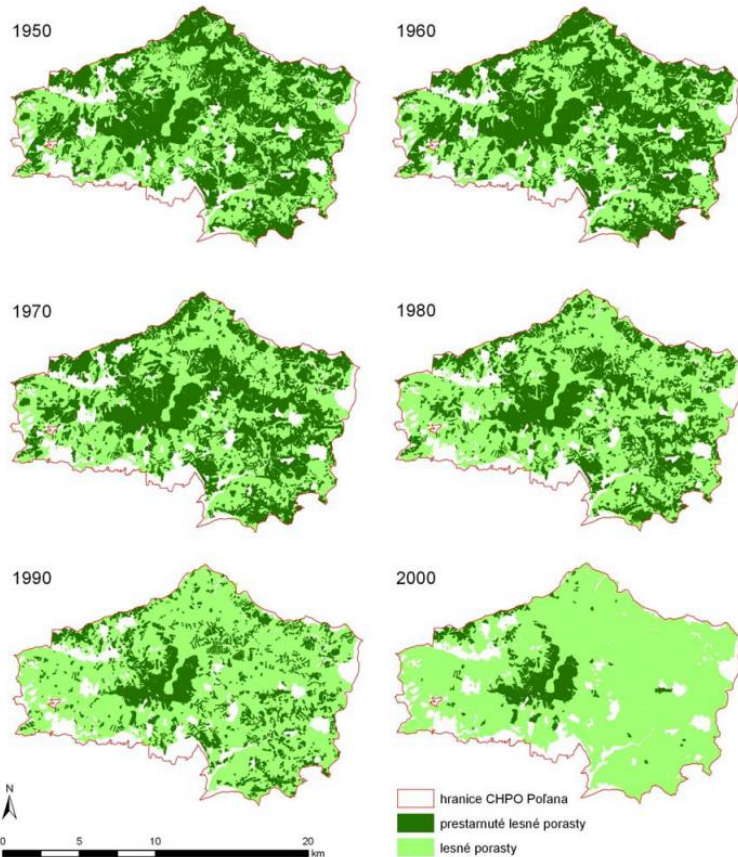 1950
1960
1970
1980
1990
2000
N
0 5 10 20
km
hranice CHPO Poľana
prestarnuté lesné porasty
lesné porasty